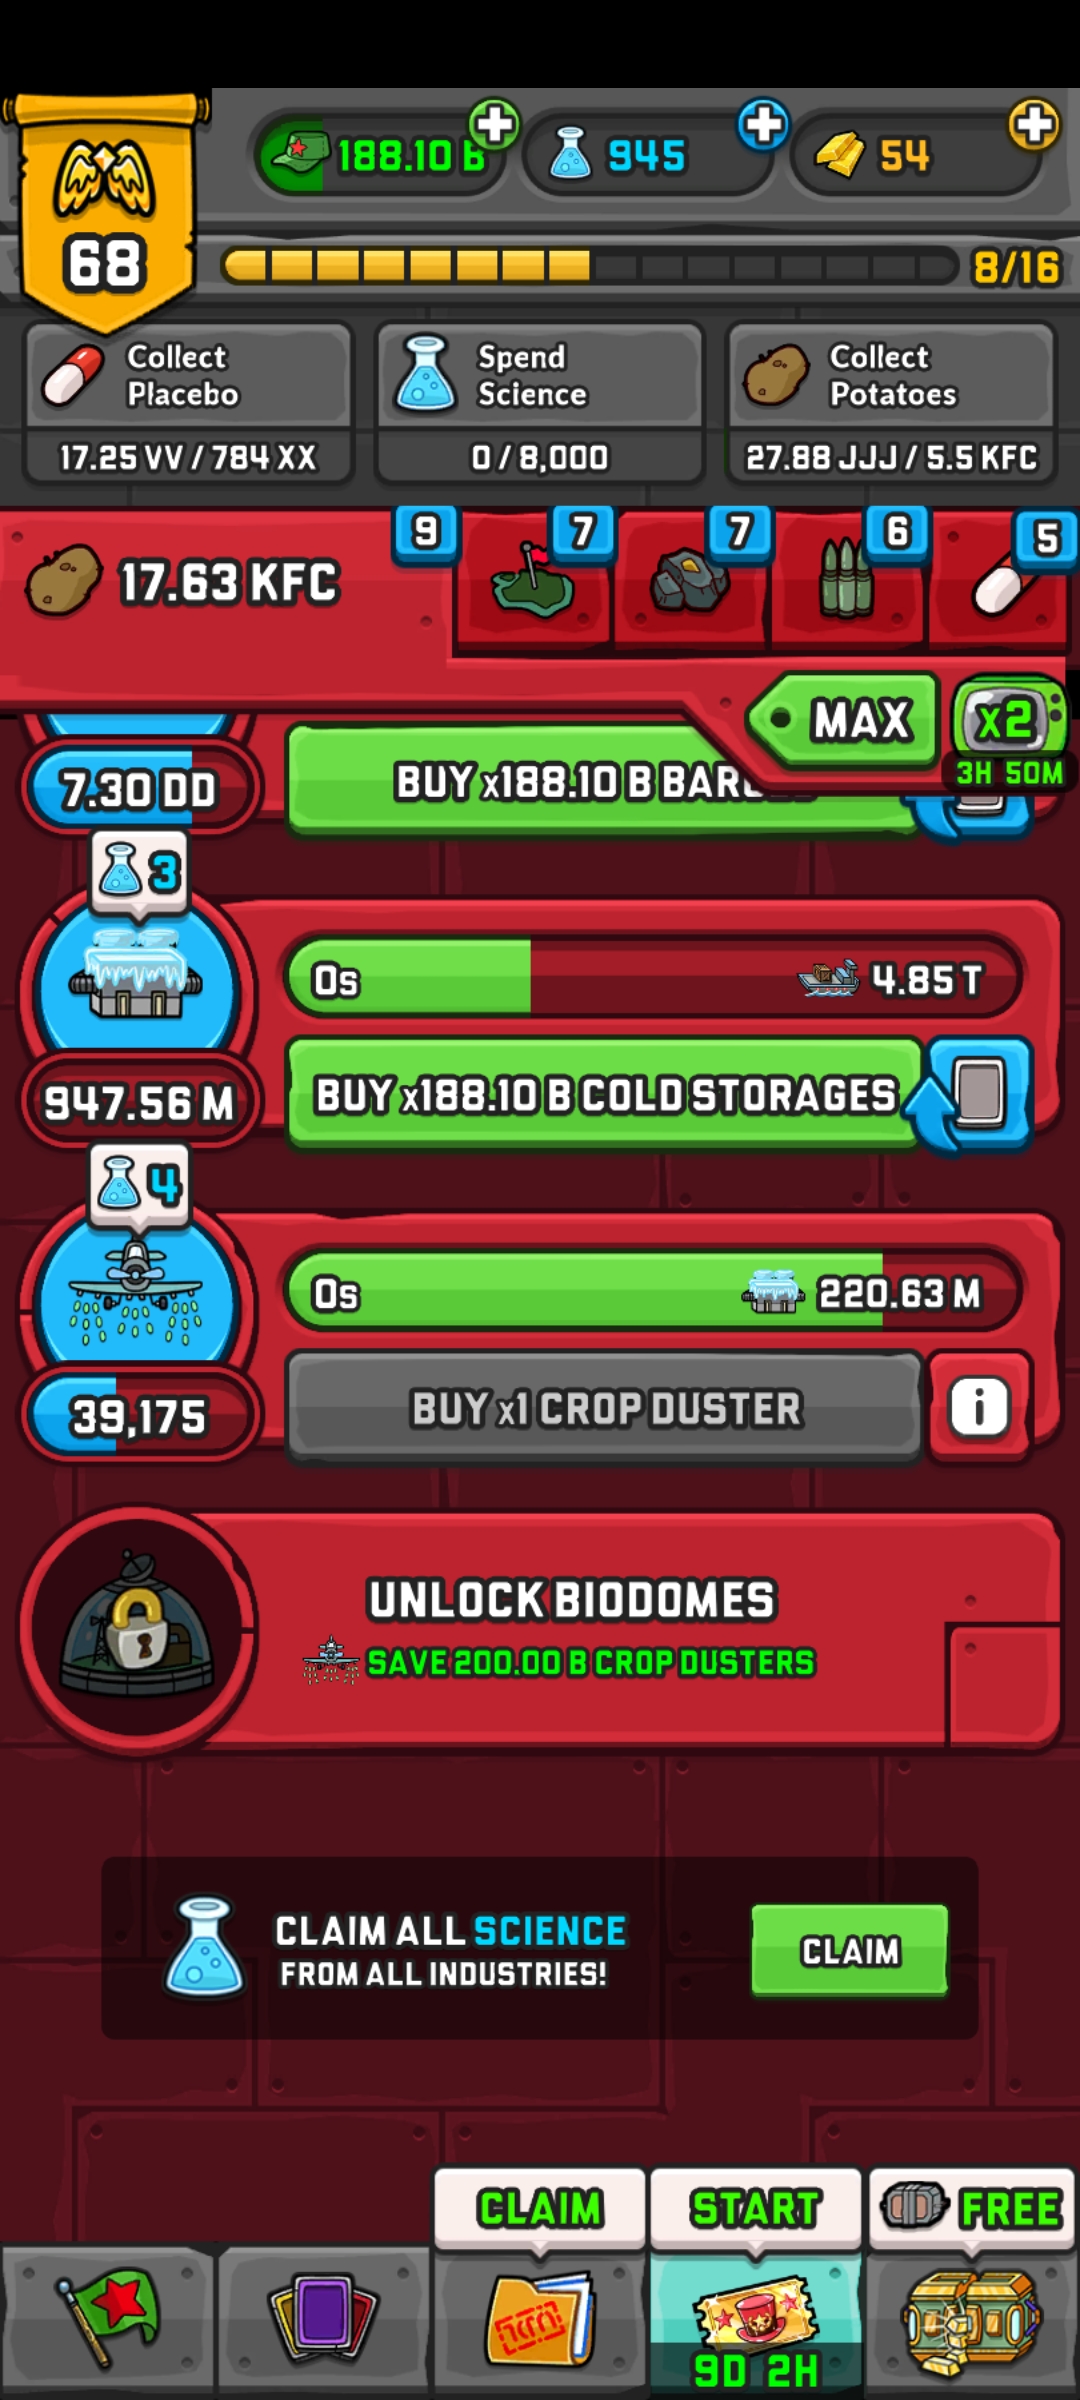 188.10 B
945
54
68
8/16
Collect
Placebo
17.25 VV / 784 XX
Spend
Science
0 / 8,000
Collect
Potatoes
27.88 JJJ / 5.5 KFC
17.63 KFC
9
7
7
6
5
MAX
x2
3H 50M
7.30 DD
BUY x188.10 B
3
0s
4.85 T
947.56 M
BUY x188.10 B COLD STORAGES
4
0s
220.63 M
39,175
BUY x1 CROP DUSTER
i
UNLOCK BIODOMES
SAVE 200.00 B CROP DUSTERS
CLAIM ALL SCIENCE
FROM ALL INDUSTRIES!
CLAIM
CLAIM
START
FREE
9D 2H